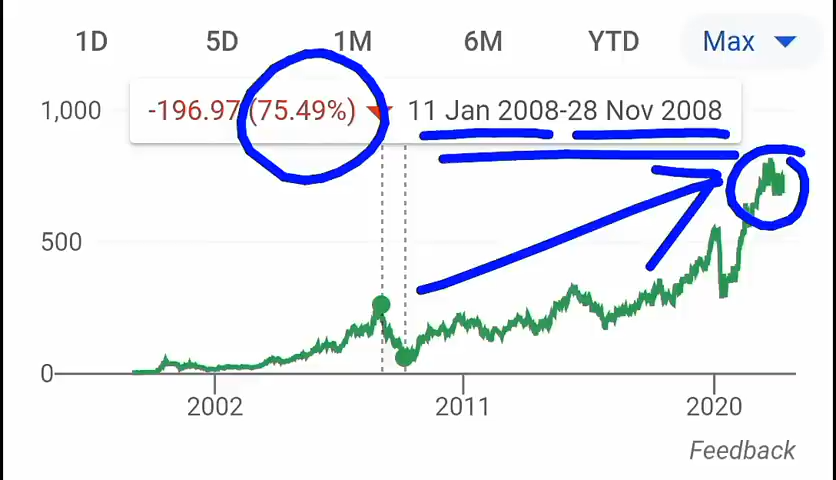 1D 5D 1M 6M YTD Max
1,000
-196.97 (75.49%) 11 Jan 2008-28 Nov 2008
500
0
2002 2011 2020
Feedback